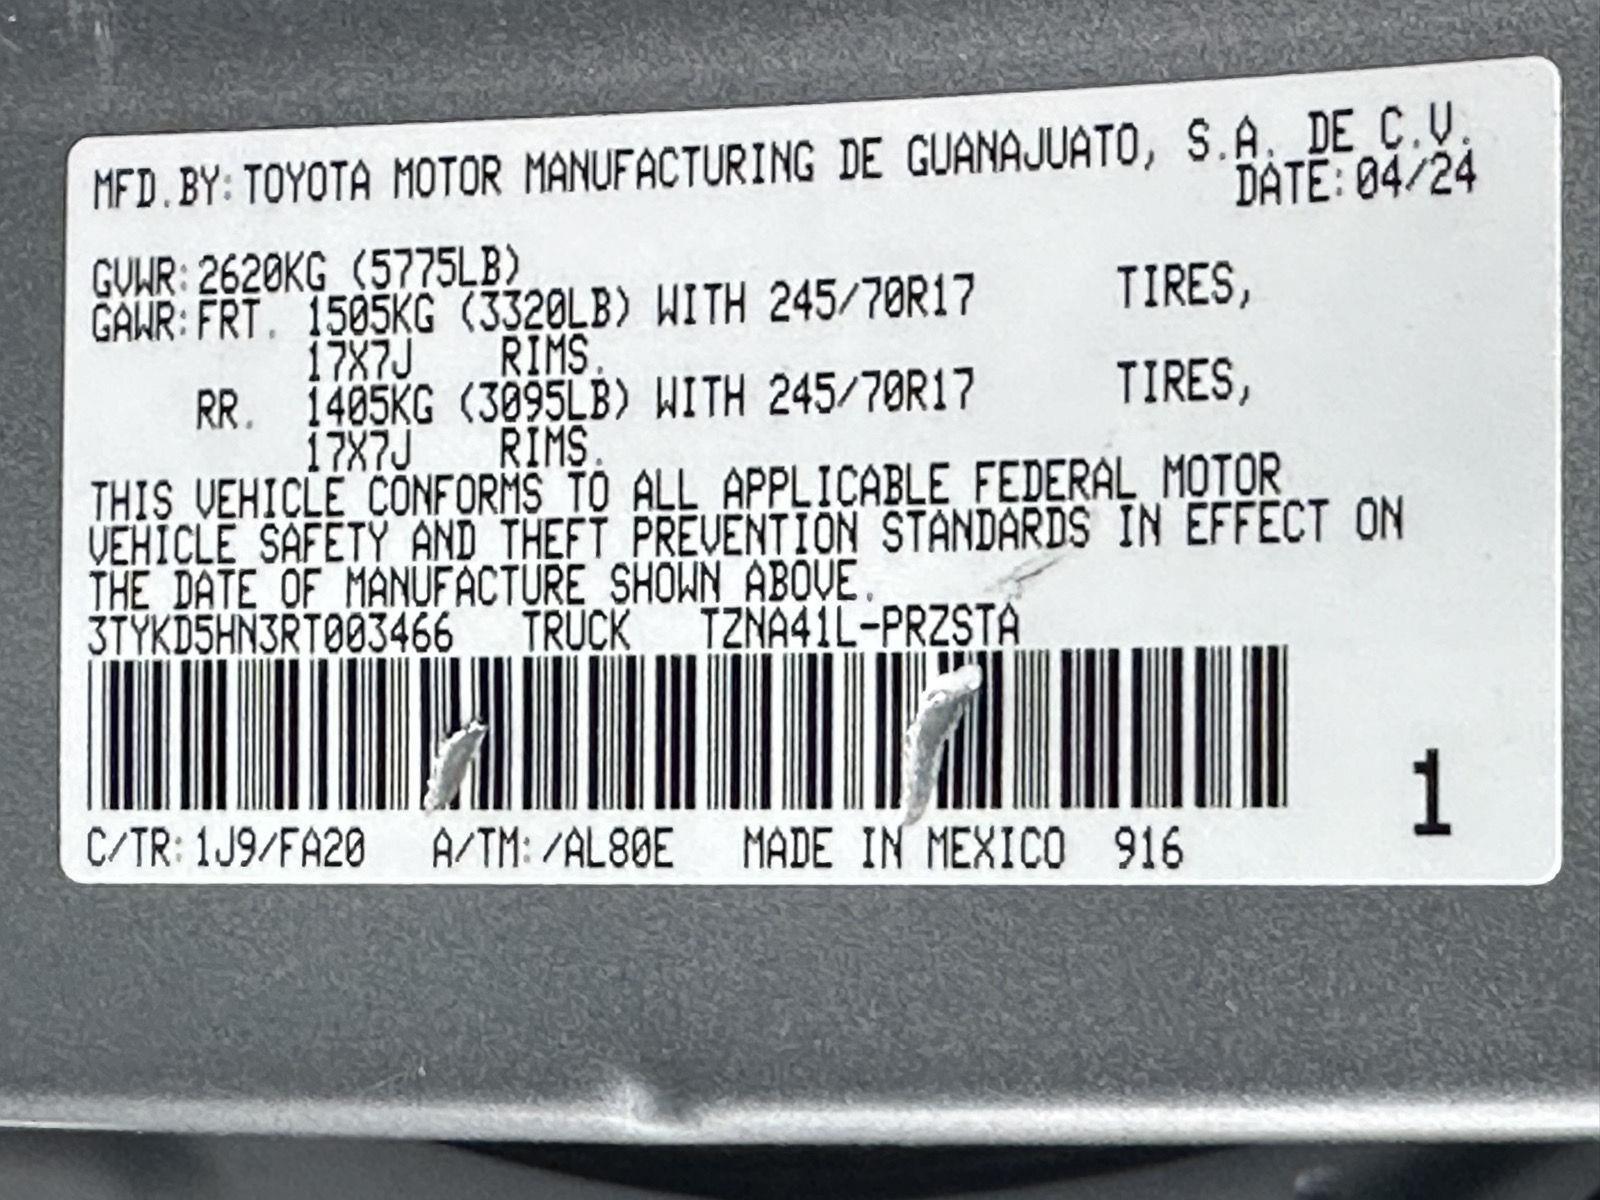 MFD.BY:TOYOTA MOTOR MANUFACTURING DE GUANAJUATO, S.A. DE C.V.
DATE:04/24
GVWR:2620KG (5775LB)
GAWR:FRT. 1505KG (3320LB) WITH 245/70R17 TIRES,
17X7J RIMS.
RR. 1405KG (3095LB) WITH 245/70R17 TIRES,
17X7J RIMS.
THIS VEHICLE CONFORMS TO ALL APPLICABLE FEDERAL MOTOR
VEHICLE SAFETY AND THEFT PREVENTION STANDARDS IN EFFECT ON
THE DATE OF MANUFACTURE SHOWN ABOVE.
3TYKD5HN3RT003466 TRUCK TZNA41L-PRZSTA
1
C/TR:1J9/FA20 A/TM:/AL80E MADE IN MEXICO 916